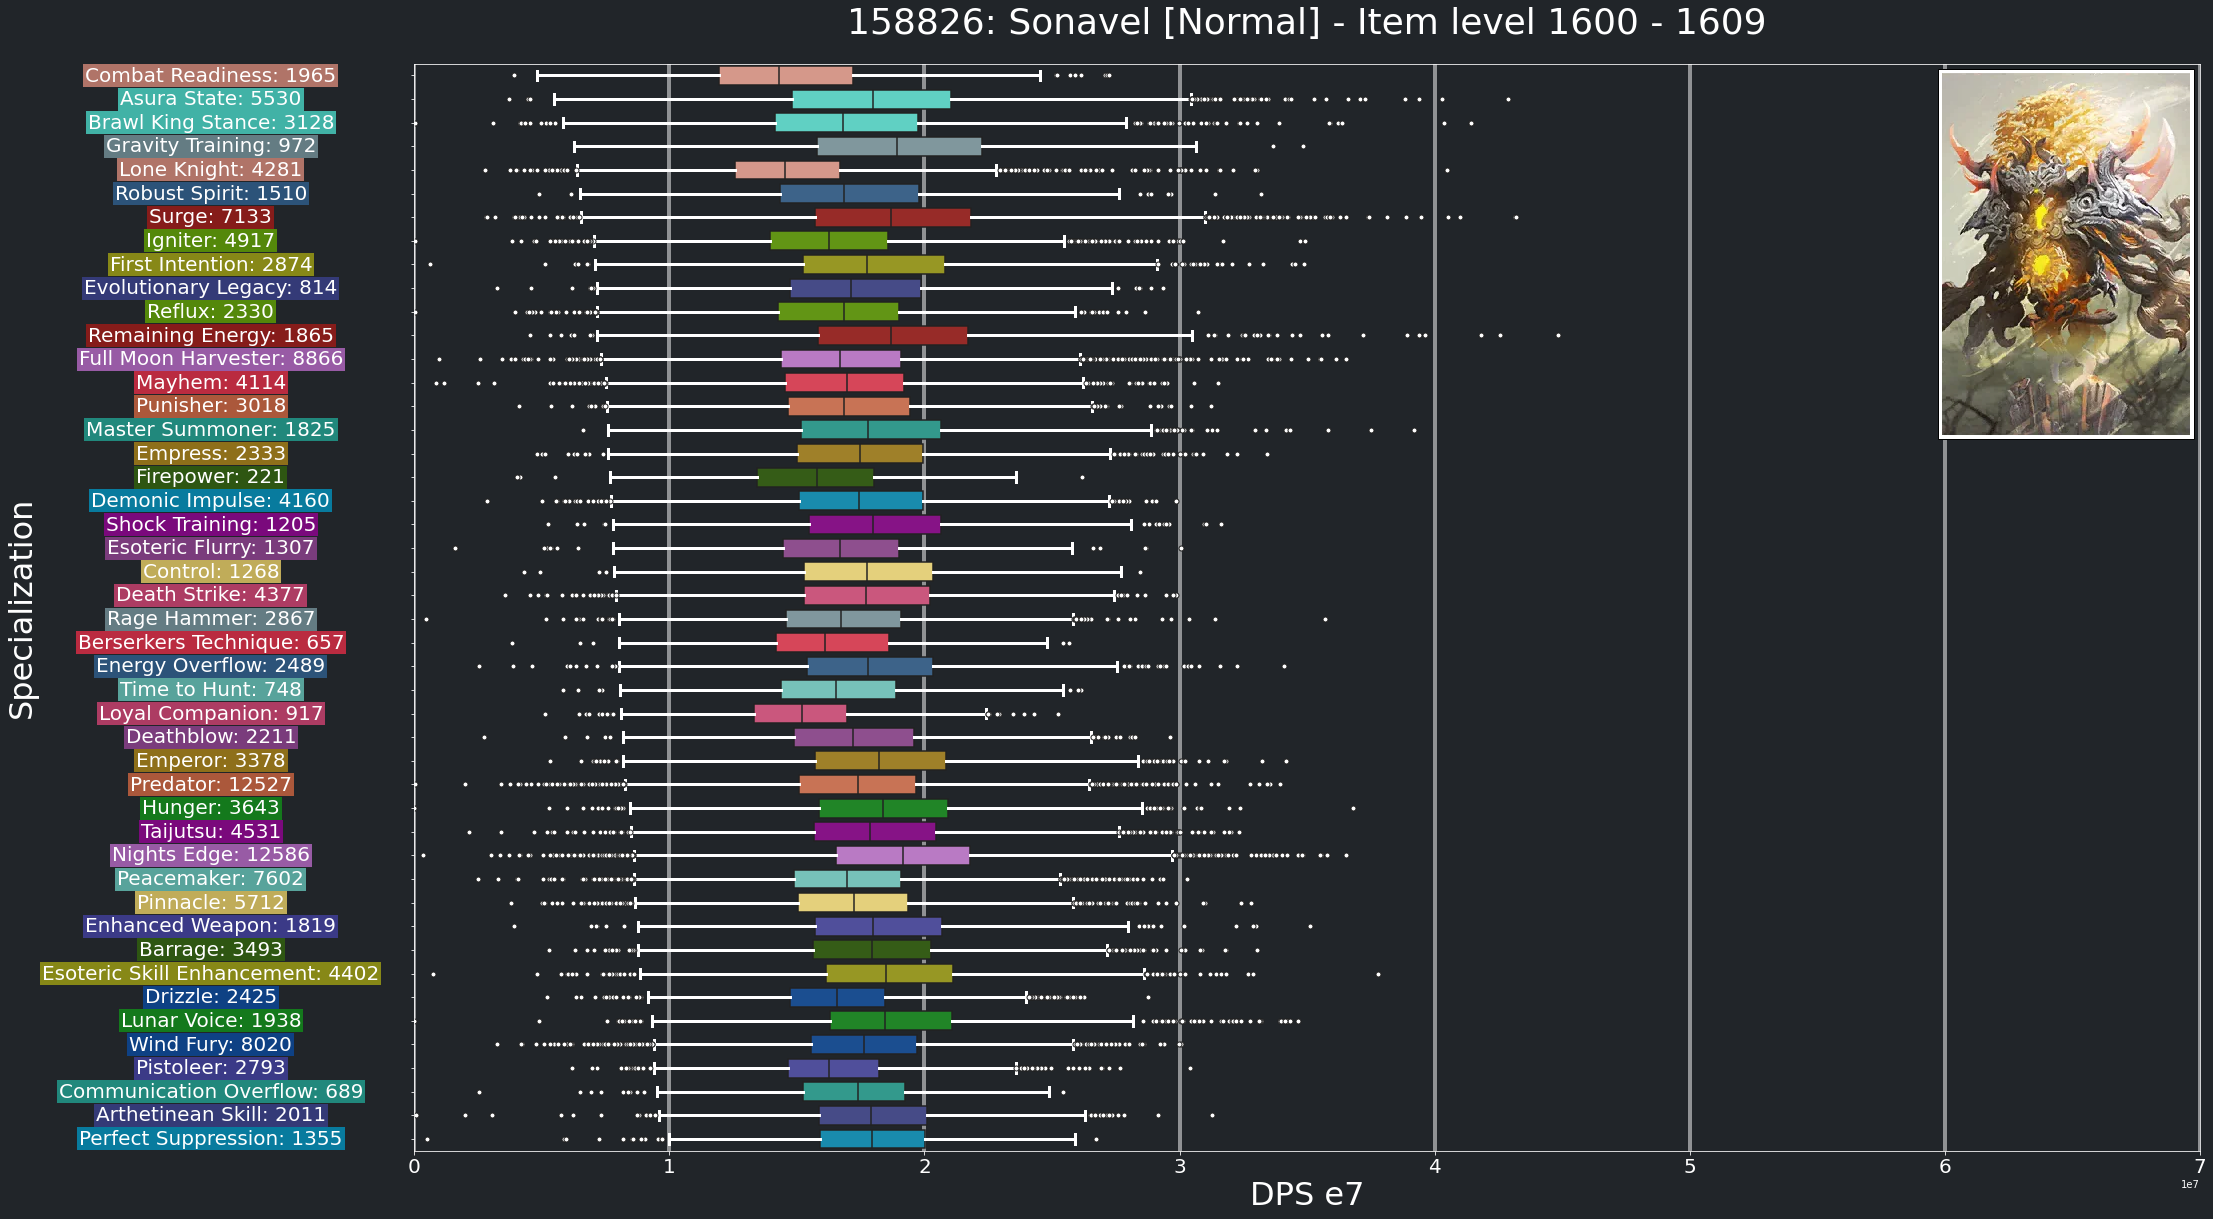 158826: Sonavel [Normal] - Item level 1600 - 1609
Combat Readiness: 1965
Asura State: 5530
Brawl King Stance: 3128
Gravity Training: 972
Lone Knight: 4281
Robust Spirit: 1510
Surge: 7133
Igniter: 4917
First Intention: 2874
Evolutionary Legacy: 814
Reflux: 2330
Remaining Energy: 1865
Full Moon Harvester: 8866
Mayhem: 4114
Punisher: 3018
Master Summoner: 1825
Empress: 2333
Firepower: 221
Demonic Impulse: 4160
Shock Training: 1205
Esoteric Flurry: 1307
Control: 1268
Death Strike: 4377
Rage Hammer: 2867
Berserkers Technique: 657
Energy Overflow: 2489
Time to Hunt: 748
Loyal Companion: 917
Deathblow: 2211
Emperor: 3378
Predator: 12527
Hunger: 3643
Taijutsu: 4531
Nights Edge: 12586
Peacemaker: 7602
Pinnacle: 5712
Enhanced Weapon: 1819
Barrage: 3493
Esoteric Skill Enhancement: 4402
Drizzle: 2425
Lunar Voice: 1938
Wind Fury: 8020
Pistoleer: 2793
Communication Overflow: 689
Arthetinean Skill: 2011
Perfect Suppression: 1355
Specialization
0 1 2 3 4 5 6 7
1e7
DPS e7